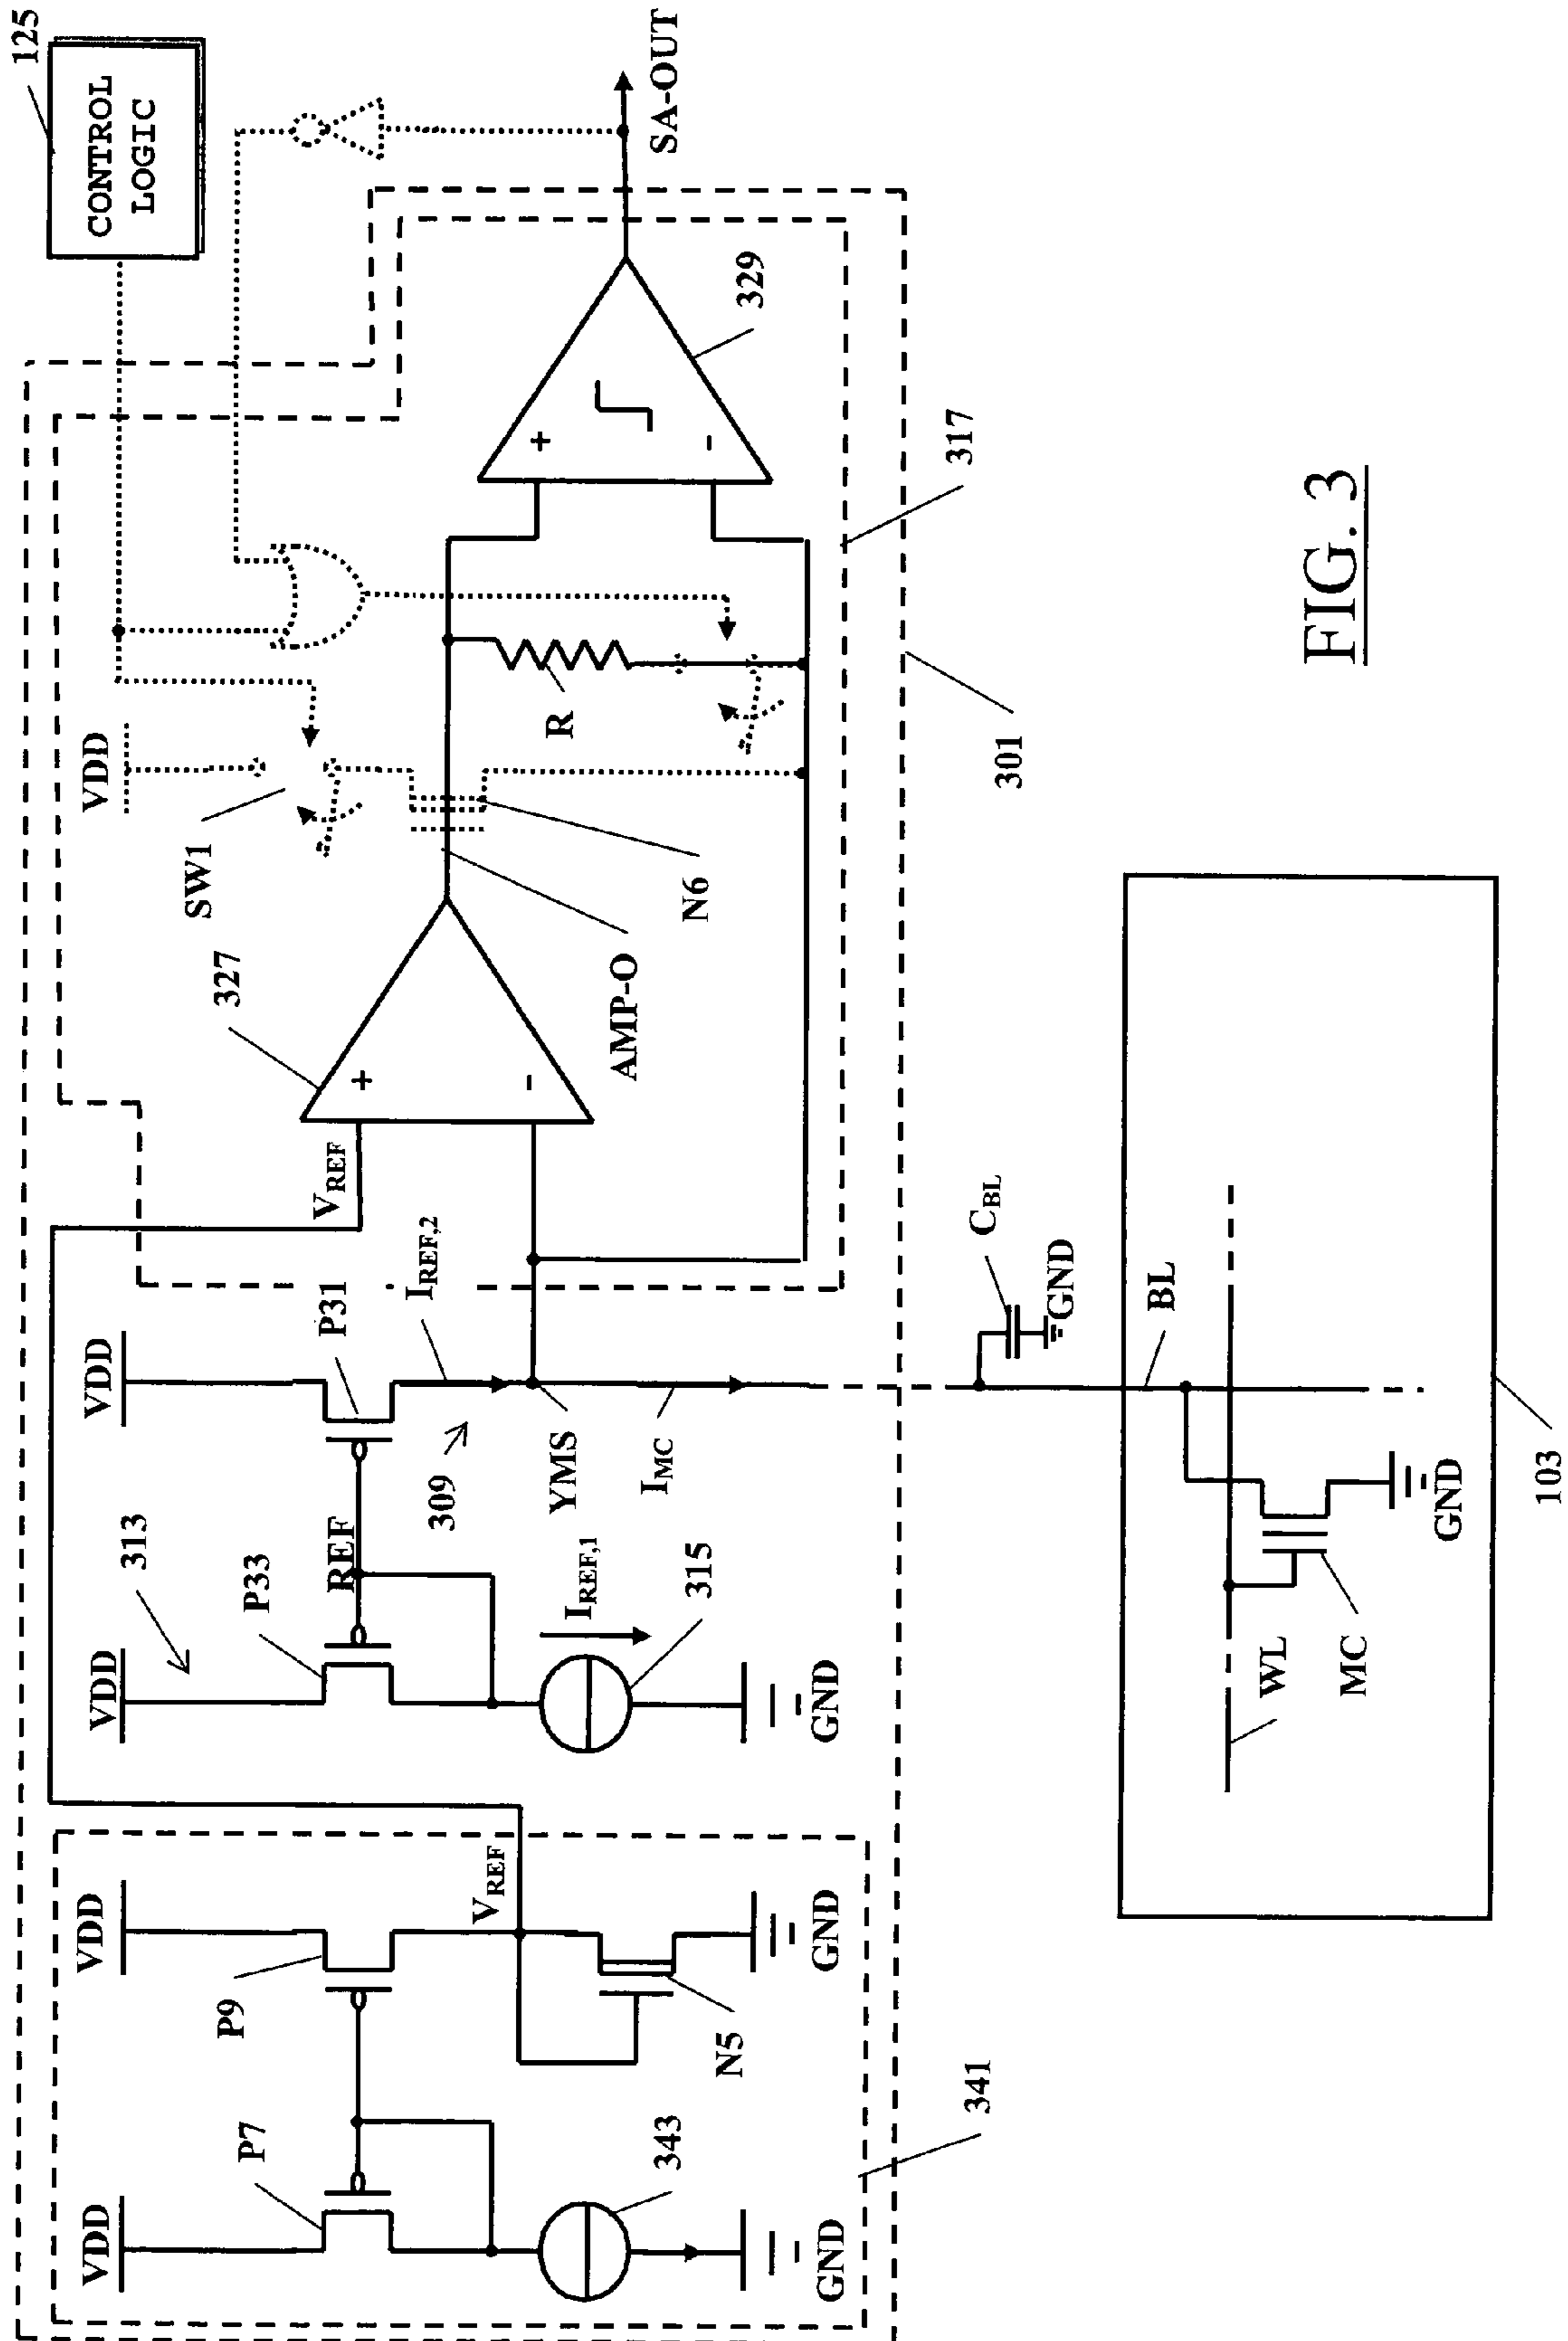 125
CONTROL
LOGIC
SA-OUT
329
317
301
VDD
SW1
R
N6
AMP-O
327
VREF
+
-
+
-
VDD
P31
IREF,2
309
YMS
IMC
CBL
GND
313
VDD
P33
REF
IREF,1
315
GND
BL
WL
MC
GND
103
VDD
P9
VREF
N5
GND
VDD
P7
343
GND
341
FIG. 3